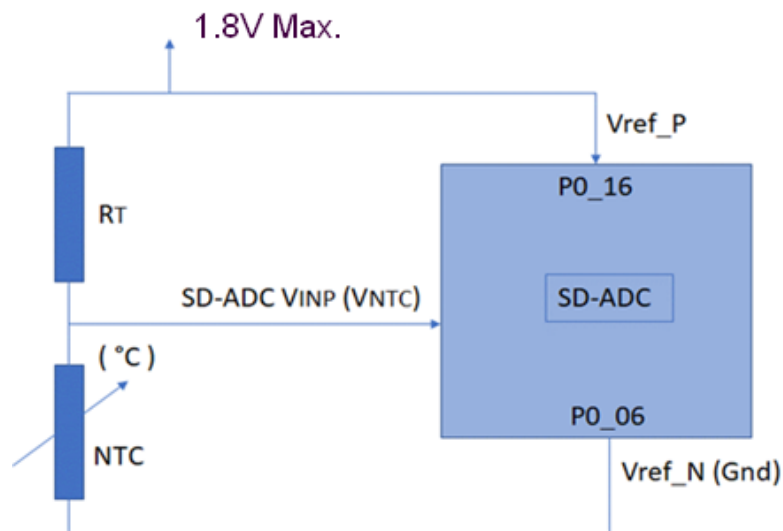 1.8V Max.
Vref_P
P0_16
RT
SD-ADC VINP (VNTC)
SD-ADC
( °C )
P0_06
NTC
Vref_N (Gnd)